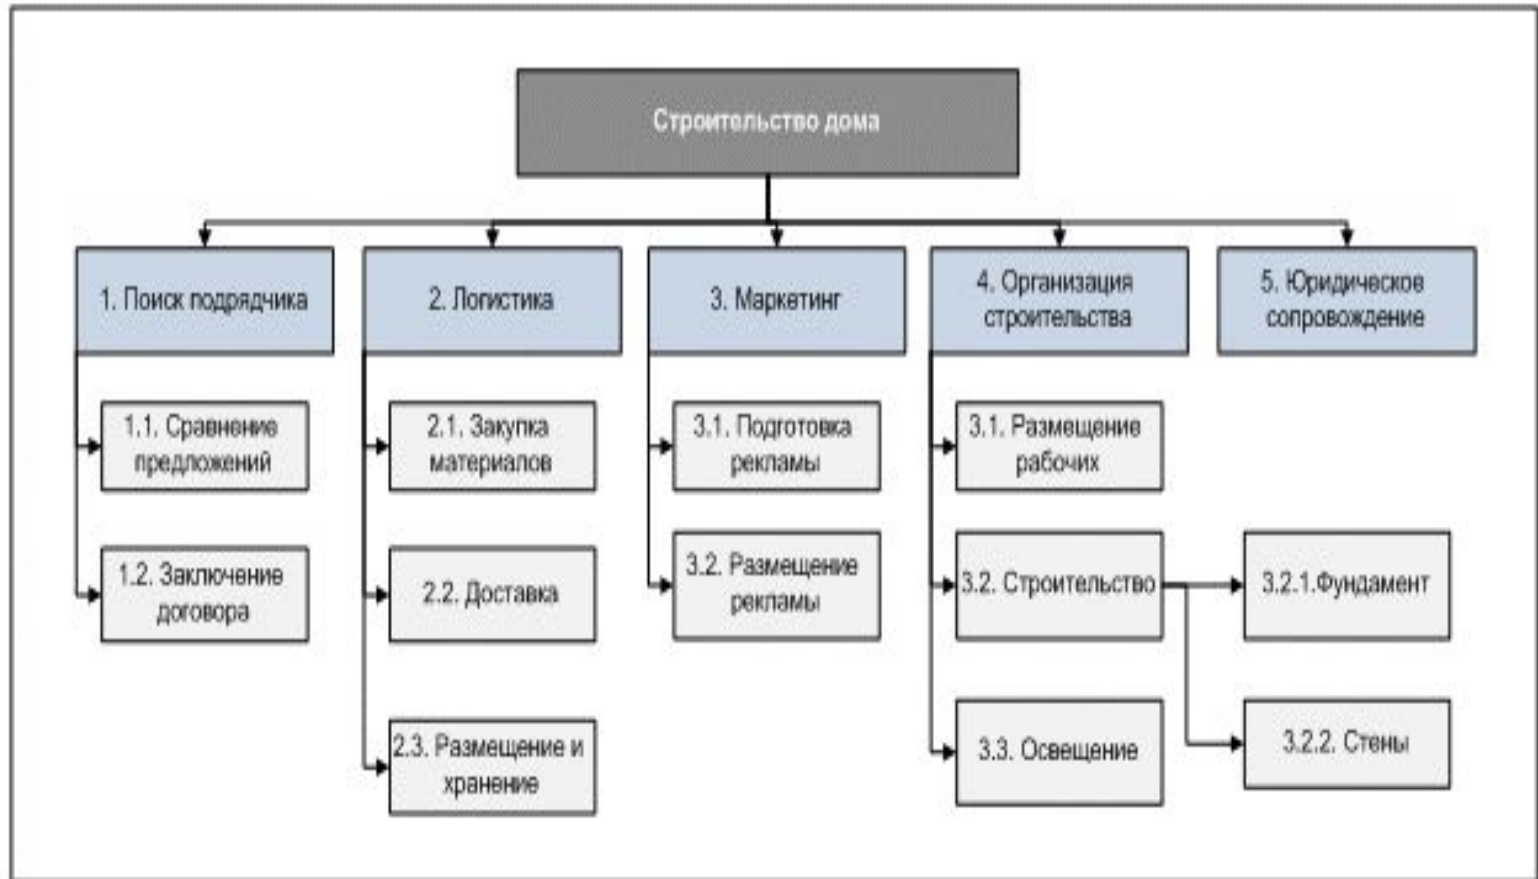 Строительство дома
1. Поиск подрядчика
2. Логистика
3. Маркетинг
4. Организация
строительства
5. Юридическое
сопровождение
1.1. Сравнение
предложений
2.1. Закупка
материалов
3.1. Подготовка
рекламы
3.1. Размещение
рабочих
1.2. Заключение
договора
2.2. Доставка
3.2. Размещение
рекламы
3.2. Строительство
3.2.1.Фундамент
2.3. Размещение и
хранение
3.3. Освещение
3.2.2. Стены